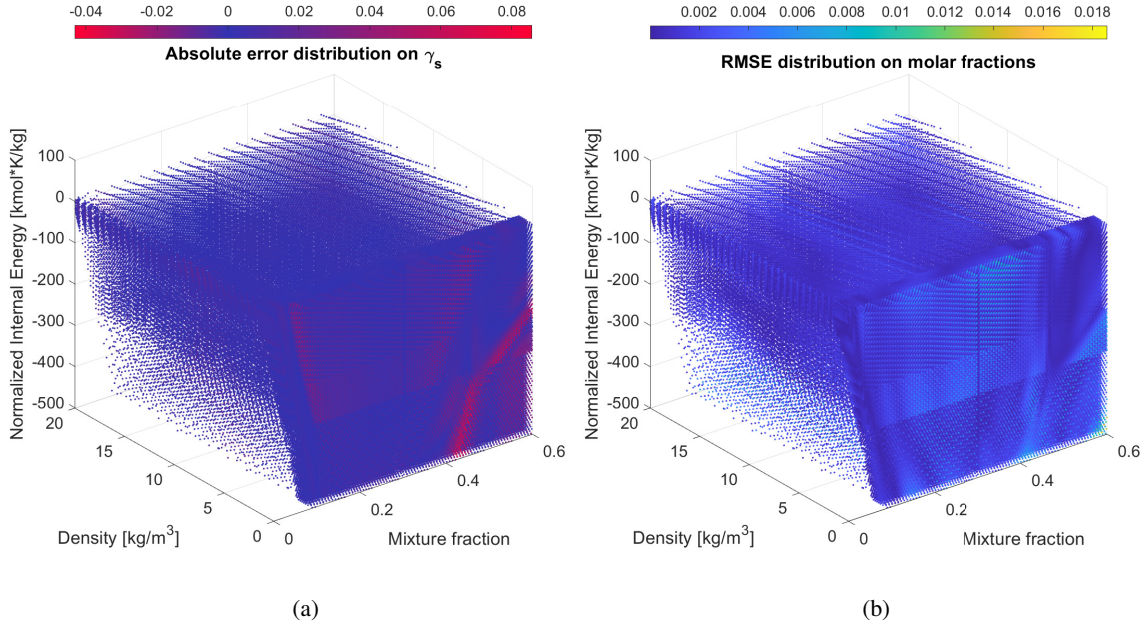 -0.04 -0.02 0 0.02 0.04 0.06 0.08
Absolute error distribution on γs
Normalized Internal Energy [kmol*K/kg]
100
0
-100
-200
-300
-400
-500
20
15
10
5
0
Density [kg/m3]
0
0.2
0.4
0.6
Mixture fraction
(a)
0.002 0.004 0.006 0.008 0.01 0.012 0.014 0.016 0.018
RMSE distribution on molar fractions
Normalized Internal Energy [kmol*K/kg]
100
0
-100
-200
-300
-400
-500
20
15
10
5
0
Density [kg/m3]
0
0.2
0.4
0.6
Mixture fraction
(b)